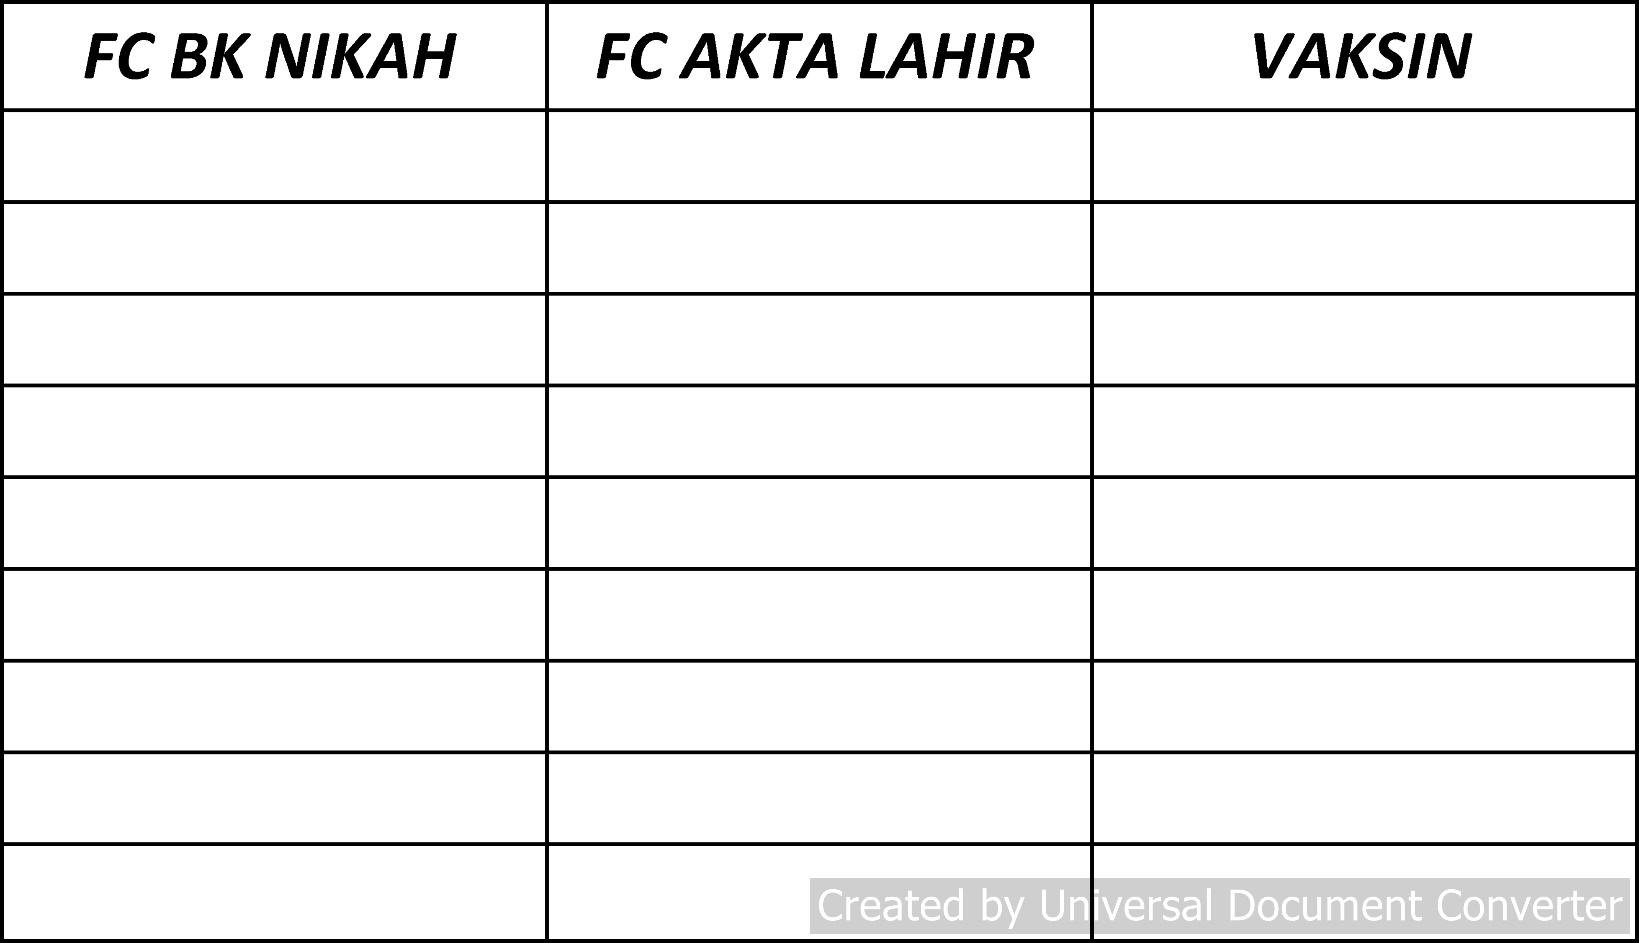 FC BK NIKAH FC AKTA LAHIR VAKSIN
Created by Universal Document Converter